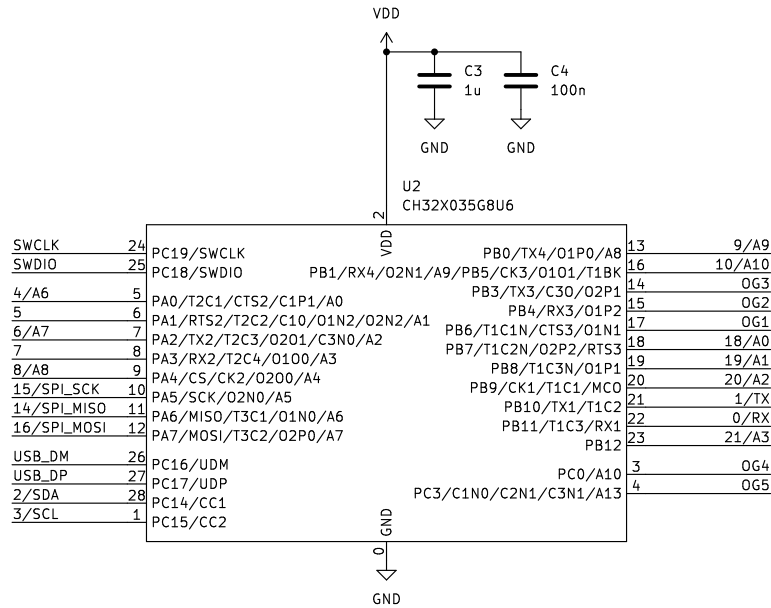 VDD
C3
1u
C4
100n
GND
GND
U2
CH32X035G8U6
2
VDD
SWCLK 24 PC19/SWCLK
SWDIO 25 PC18/SWDIO
4/A6 5 PA0/T2C1/CTS2/C1P1/A0
5 6 PA1/RTS2/T2C2/C10/O1N2/O2N2/A1
6/A7 7 PA2/TX2/T2C3/O2O1/C3N0/A2
7 8 PA3/RX2/T2C4/O1O0/A3
8/A8 9 PA4/CS/CK2/O2O0/A4
15/SPI_SCK 10 PA5/SCK/O2N0/A5
14/SPI_MISO 11 PA6/MISO/T3C1/O1N0/A6
16/SPI_MOSI 12 PA7/MOSI/T3C2/O2P0/A7
USB_DM 26 PC16/UDM
USB_DP 27 PC17/UDP
2/SDA 28 PC14/CC1
3/SCL 1 PC15/CC2
PB0/TX4/O1P0/A8 13 9/A9
PB1/RX4/O2N1/A9/PB5/CK3/O1O1/T1BK 16 10/A10
PB3/TX3/C3O/O2P1 14 OG3
PB4/RX3/O1P2 15 OG2
PB6/T1C1N/CTS3/O1N1 17 OG1
PB7/T1C2N/O2P2/RTS3 18 18/A0
PB8/T1C3N/O1P1 19 19/A1
PB9/CK1/T1C1/MCO 20 20/A2
PB10/TX1/T1C2 21 1/TX
PB11/T1C3/RX1 22 0/RX
PB12 23 21/A3
PC0/A10 3 OG4
PC3/C1N0/C2N1/C3N1/A13 4 OG5
GND
0
GND